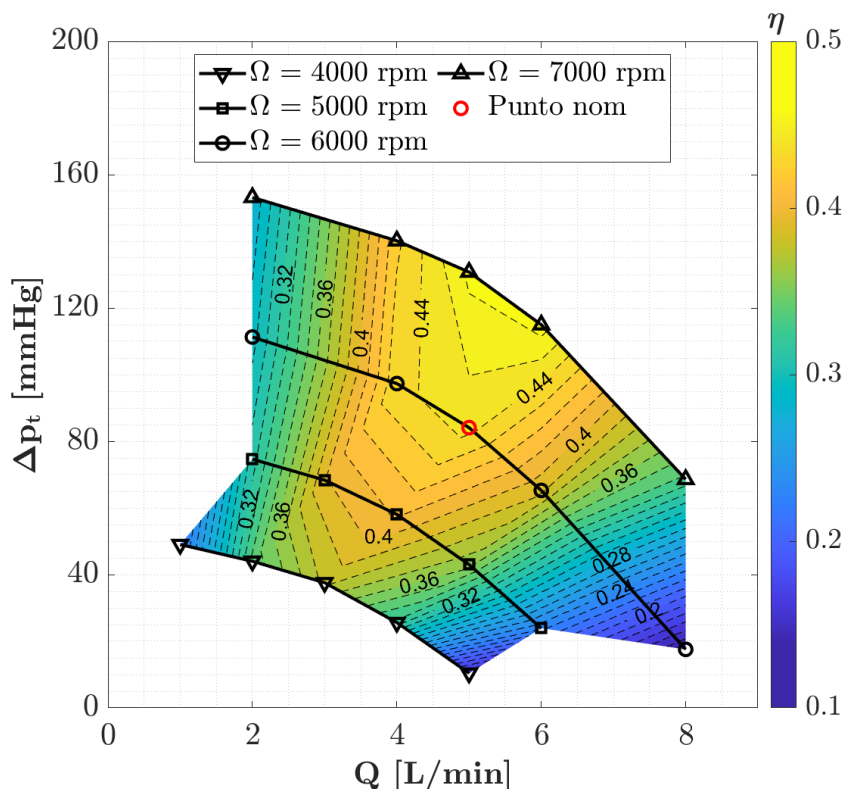 η
200
160
120
80
40
0
0 2 4 6 8
Δpt [mmHg]
Q [L/min]
Ω = 4000 rpm
Ω = 7000 rpm
Ω = 5000 rpm
Punto nom
Ω = 6000 rpm
0.5
0.4
0.3
0.2
0.1
0.32
0.36
0.4
0.44
0.44
0.4
0.36
0.32
0.36
0.4
0.36
0.32
0.28
0.24
0.2